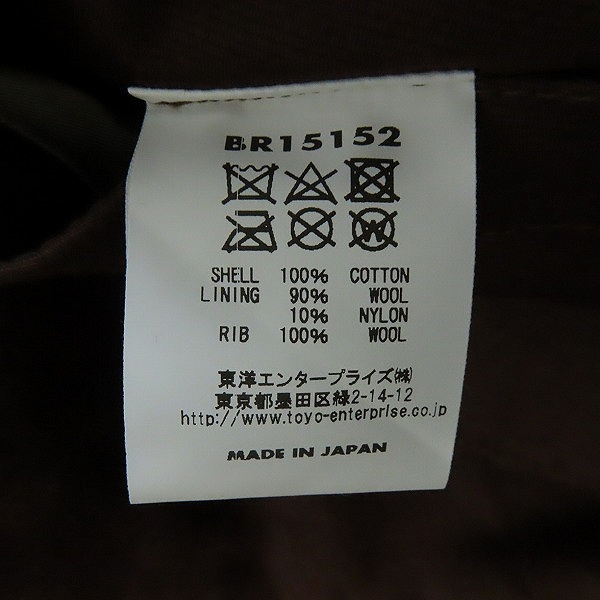 BR15152
SHELL 100% COTTON
LINING 90% WOOL
10% NYLON
RIB 100% WOOL
東洋エンタープライズ㈱
東京都墨田区緑2-14-12
http://www.toyo-enterprise.co.jp
MADE IN JAPAN